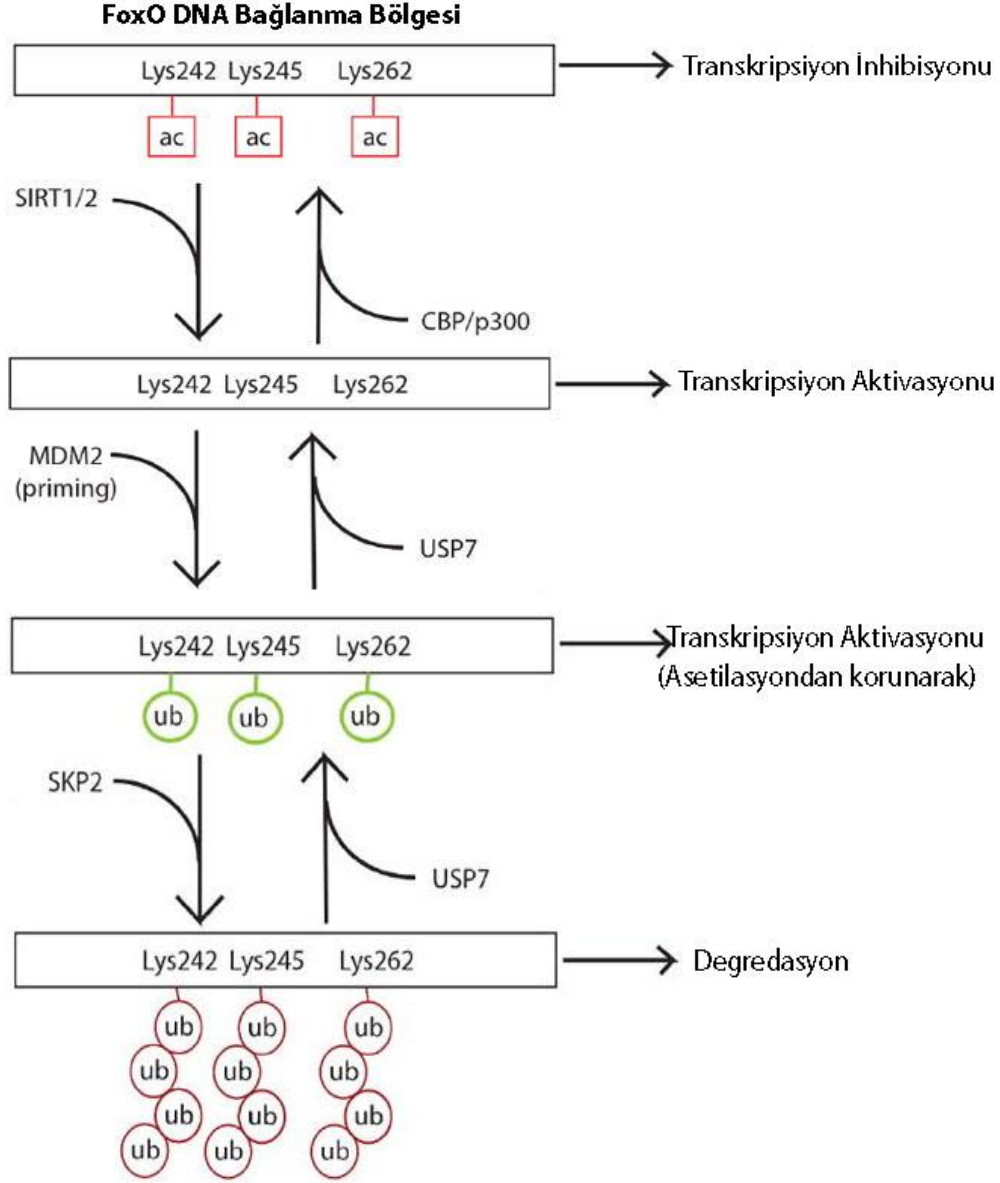 FoxO DNA Bağlanma Bölgesi
Lys242 Lys245 Lys262
Transkripsiyon İnhibisyonu
ac ac ac
SIRT1/2
CBP/p300
Lys242 Lys245 Lys262
Transkripsiyon Aktivasyonu
MDM2
(priming)
USP7
Lys242 Lys245 Lys262
Transkripsiyon Aktivasyonu
(Asetilasyondan korunarak)
ub ub ub
SKP2
USP7
Lys242 Lys245 Lys262
Degredasyon
ub ub ub
ub ub ub
ub ub ub
ub ub ub